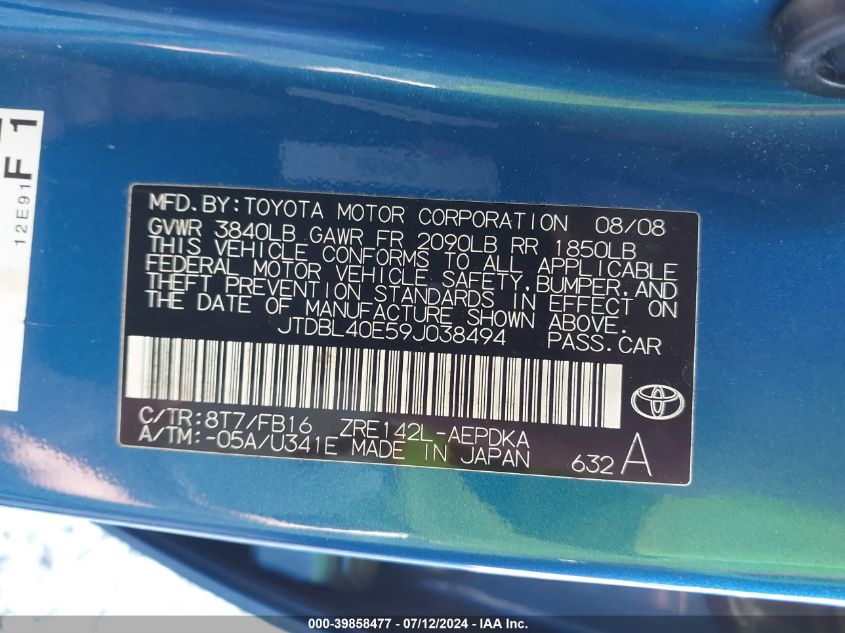 F 1
12E91
MFD. BY: TOYOTA MOTOR CORPORATION 08/08
GVWR 3840LB GAWR FR 2090LB RR 1850LB
THIS VEHICLE CONFORMS TO ALL APPLICABLE
FEDERAL MOTOR VEHICLE SAFETY, BUMPER, AND
THEFT PREVENTION STANDARDS IN EFFECT ON
THE DATE OF MANUFACTURE SHOWN ABOVE.
JTDBL40E59J038494 PASS. CAR
C/TR: 8T7/FB16 ZRE142L-AEPDKA
A/TM: -05A/U341E MADE IN JAPAN 632 A
000-39858477 - 07/12/2024 - IAAI.com